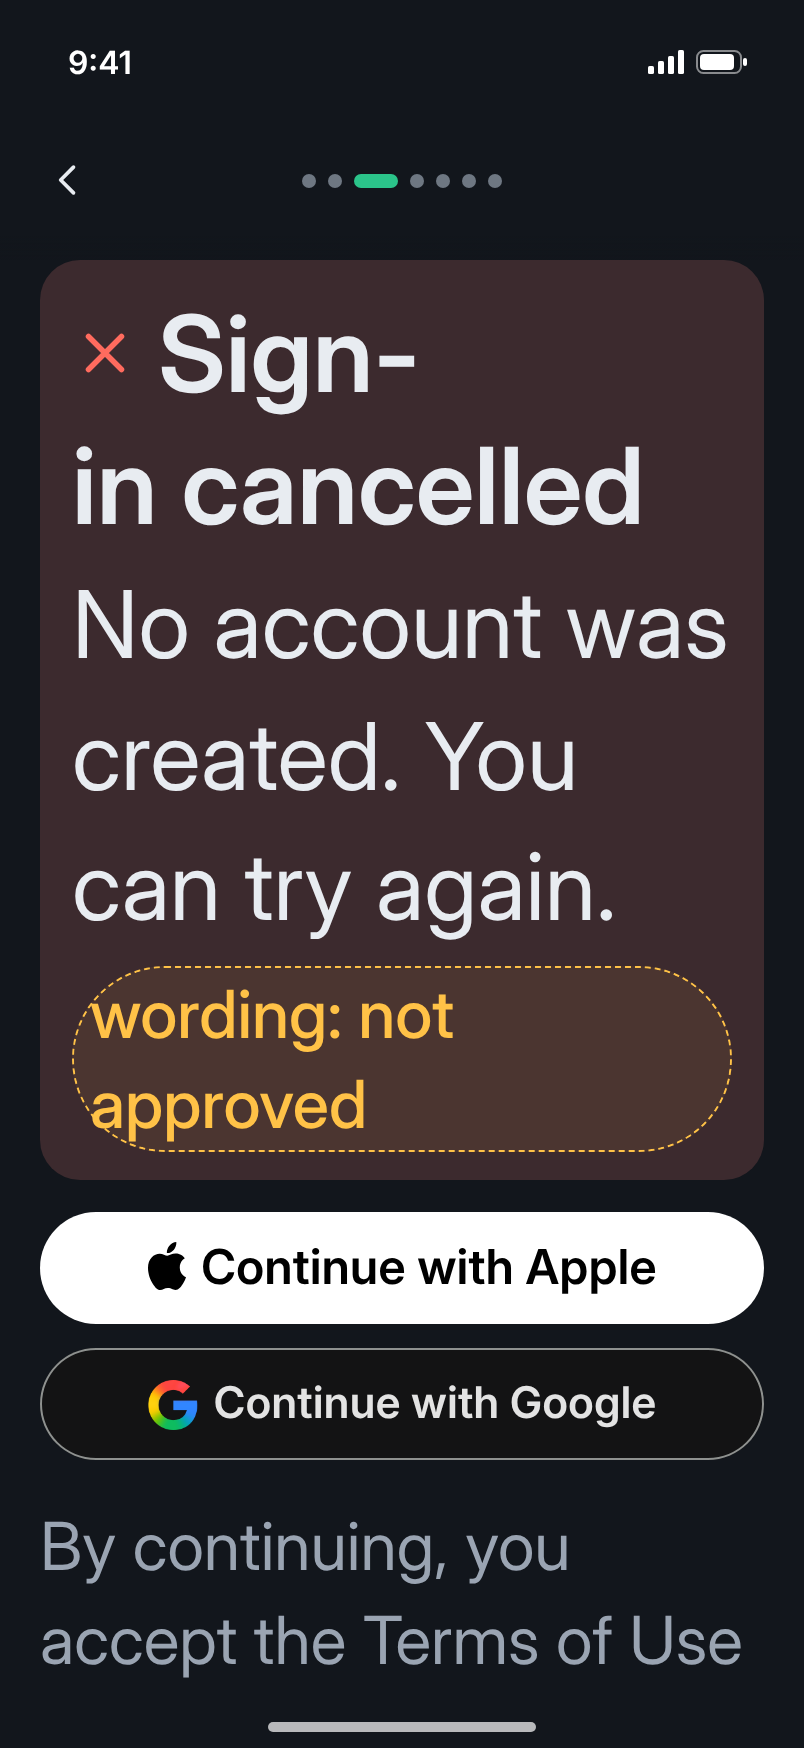 9:41
Sign-
in cancelled
No account was
created. You
can try again.
wording: not
approved
Continue with Apple
Continue with Google
By continuing, you
accept the Terms of Use